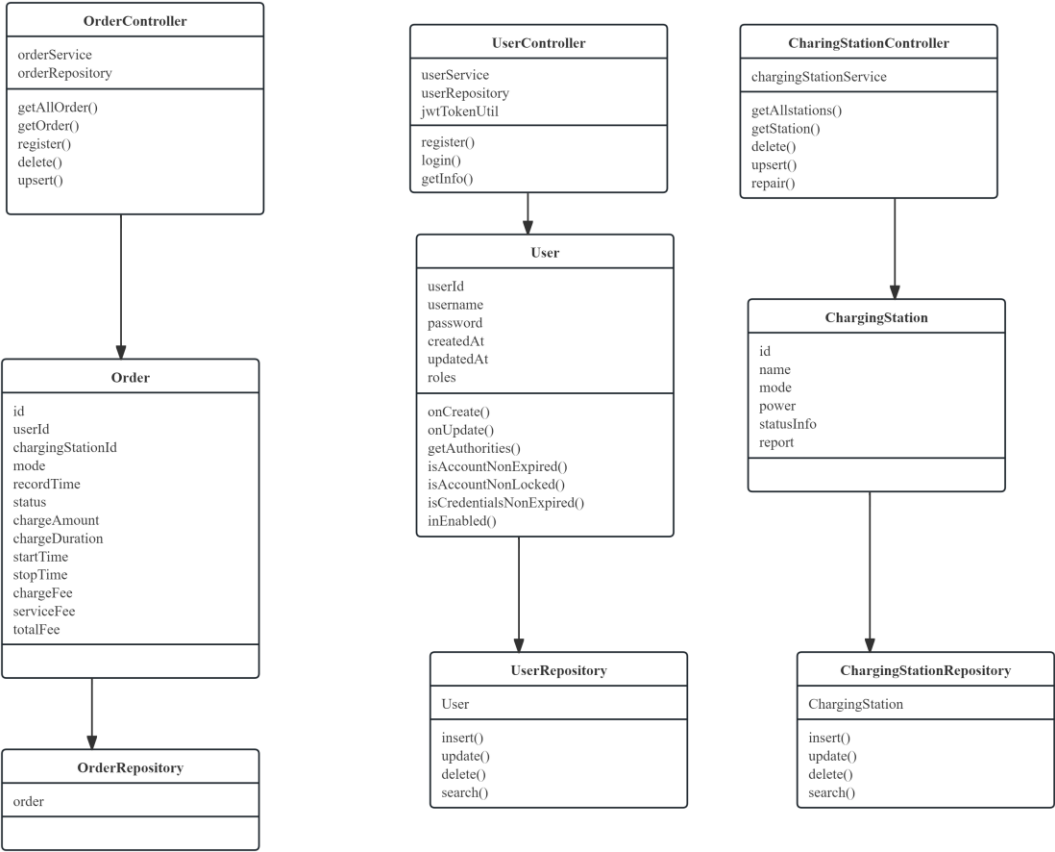 OrderController
orderService
orderRepository
getAllOrder()
getOrder()
register()
delete()
upsert()
Order
id
userId
chargingStationId
mode
recordTime
status
chargeAmount
chargeDuration
startTime
stopTime
chargeFee
serviceFee
totalFee
OrderRepository
order
UserController
userService
userRepository
jwtTokenUtil
register()
login()
getInfo()
User
userId
username
password
createdAt
updatedAt
roles
onCreate()
onUpdate()
getAuthorities()
isAccountNonExpired()
isAccountNonLocked()
isCredentialsNonExpired()
inEnabled()
UserRepository
User
insert()
update()
delete()
search()
CharingStationController
chargingStationService
getAllstations()
getStation()
delete()
upsert()
repair()
ChargingStation
id
name
mode
power
statusInfo
report
ChargingStationRepository
ChargingStation
insert()
update()
delete()
search()